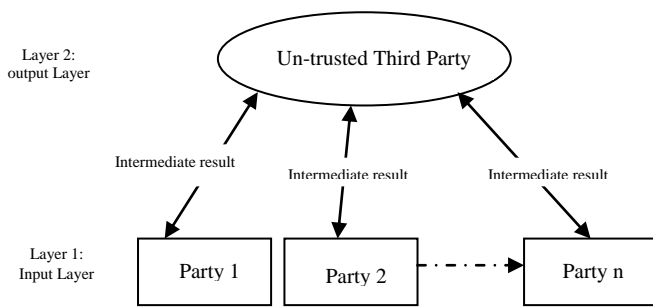 Layer 2:
output Layer
Un-trusted Third Party
Intermediate result
Intermediate result
Intermediate result
Layer 1:
Input Layer
Party 1
Party 2
Party n